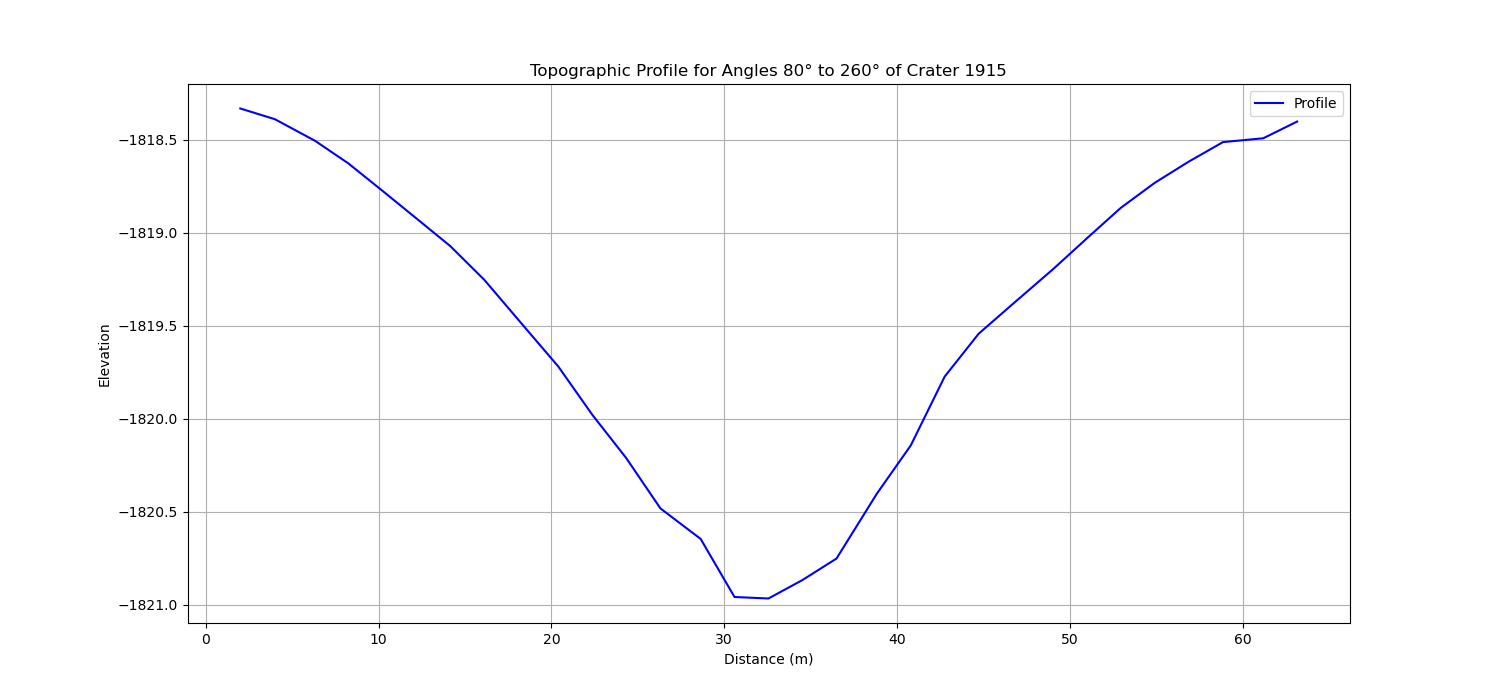 Topographic Profile for Angles 80° to 260° of Crater 1915
Profile
Elevation
−1818.5
−1819.0
−1819.5
−1820.0
−1820.5
−1821.0
0 10 20 30 40 50 60
Distance (m)